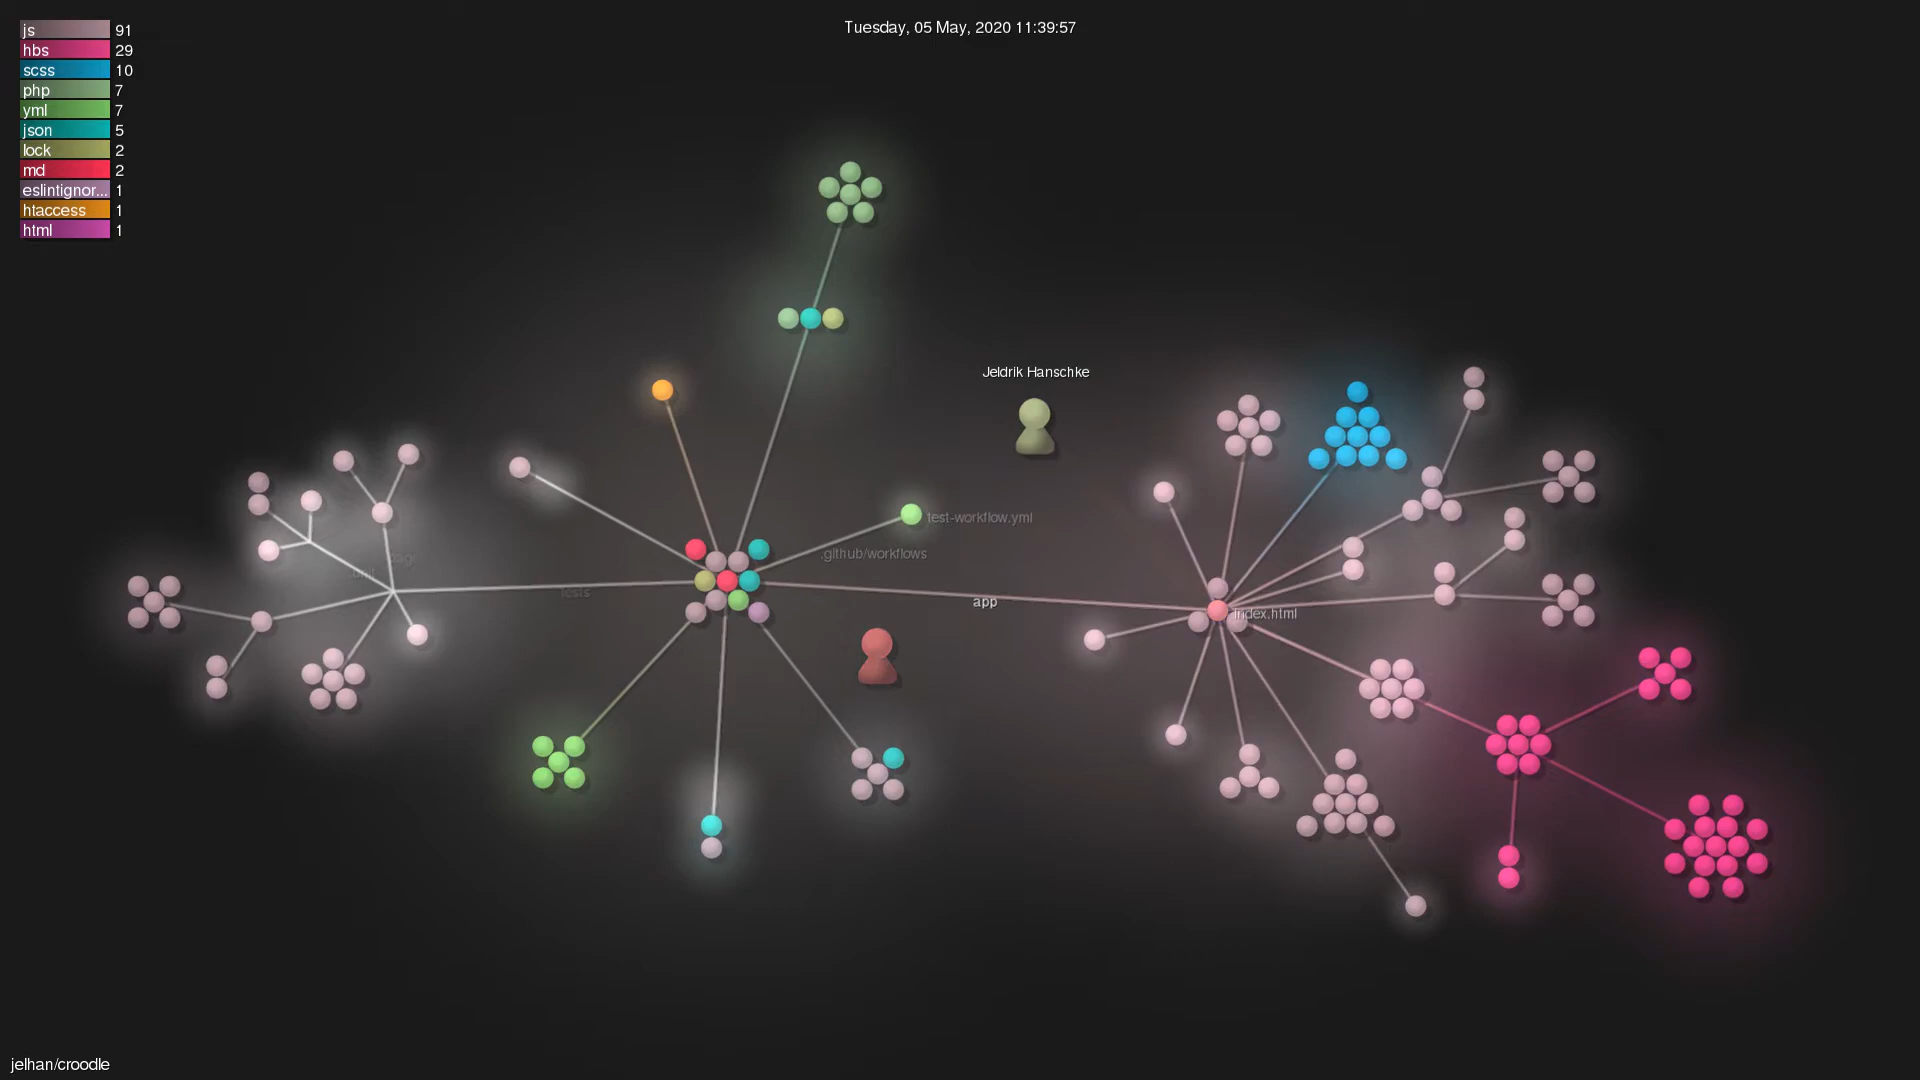 Tuesday, 05 May, 2020 11:39:57
js 91
hbs 29
scss 10
php 7
yml 7
json 5
lock 2
md 2
eslintignor... 1
htaccess 1
html 1
Jeldrik Hanschke
test-workflow.yml
.github/workflows
unit
tests
app
index.html
jelhan/croodle